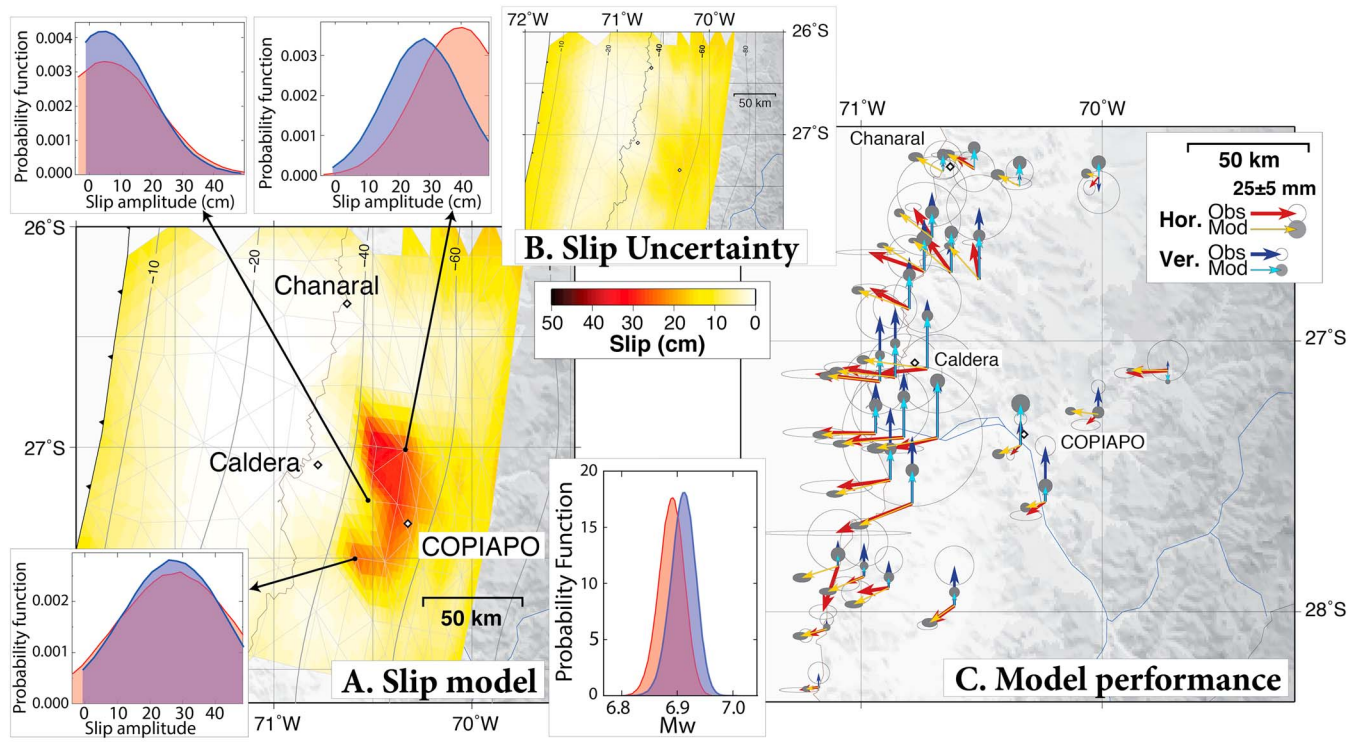 Probability function
0.004
0.003
0.002
0.001
0.000
0 10 20 30 40
Slip amplitude (cm)
Probability function
0.003
0.002
0.001
0.000
0 10 20 30 40
Slip amplitude (cm)
72°W 71°W 70°W
26°S
27°S
-10 -20 -40 -60 -80
50 km
B. Slip Uncertainty
26°S
27°S
-10 -20 -40 -60
Chanaral
Caldera
COPIAPO
50 km
A. Slip model
71°W 70°W
50 40 30 20 10 0
Slip (cm)
Probability function
0.002
0.001
0.000
0 10 20 30 40
Slip amplitude
Probability Function
20
15
10
5
0
6.8 6.9 7.0
Mw
71°W 70°W
Chanaral
50 km
25±5 mm
Hor. Obs
Mod
Ver. Obs
Mod
27°S
Caldera
COPIAPO
28°S
C. Model performance